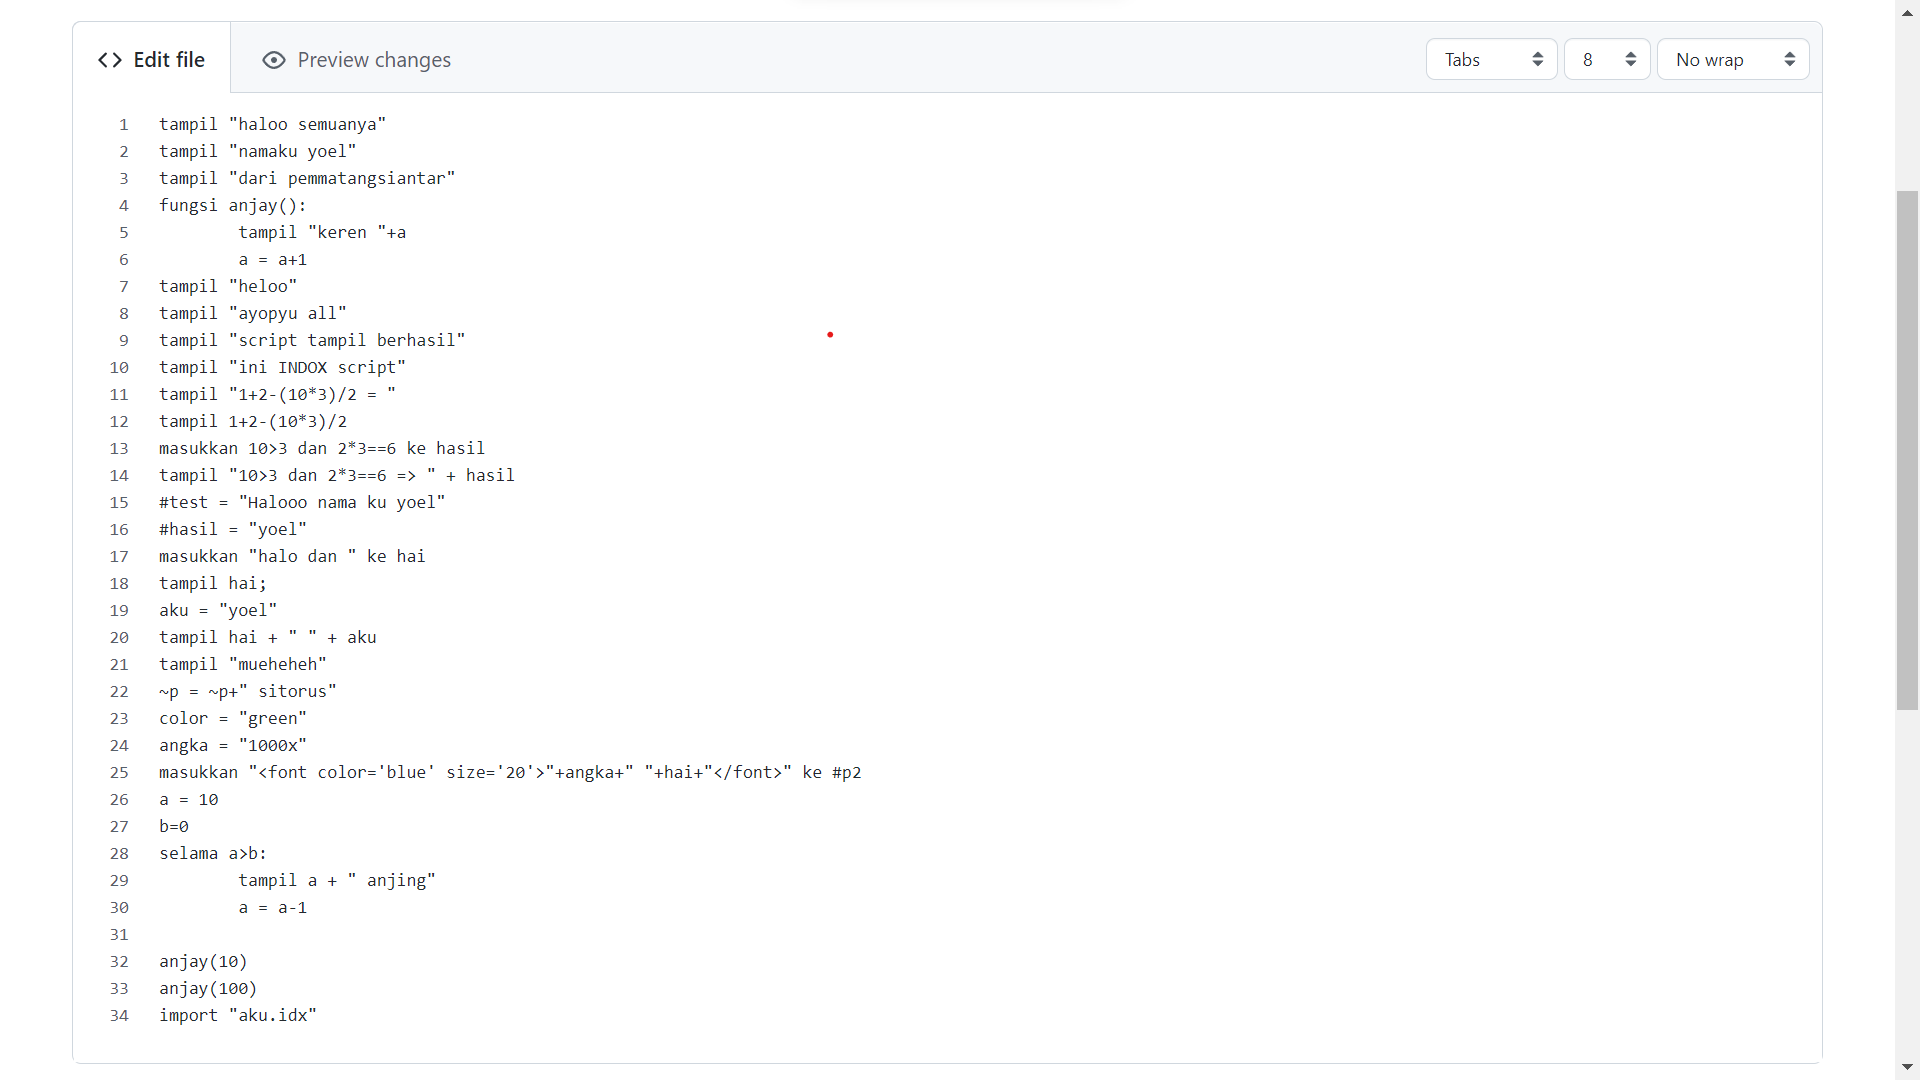 Edit file
Preview changes
Tabs
8
No wrap
1 tampil "haloo semuanya"
2 tampil "namaku yoel"
3 tampil "dari pemmatangsiantar"
4 fungsi anjay():
5         tampil "keren "+a
6         a = a+1
7 tampil "heloo"
8 tampil "ayopyu all"
9 tampil "script tampil berhasil"
10 tampil "ini INDOX script"
11 tampil "1+2-(10*3)/2 = "
12 tampil 1+2-(10*3)/2
13 masukkan 10>3 dan 2*3==6 ke hasil
14 tampil "10>3 dan 2*3==6 => " + hasil
15 #test = "Halooo nama ku yoel"
16 #hasil = "yoel"
17 masukkan "halo dan " ke hai
18 tampil hai;
19 aku = "yoel"
20 tampil hai + " " + aku
21 tampil "mueheheh"
22 ~p = ~p+" sitorus"
23 color = "green"
24 angka = "1000x"
25 masukkan "<font color='blue' size='20'>"+angka+" "+hai+"</font>" ke #p2
26 a = 10
27 b=0
28 selama a>b:
29         tampil a + " anjing"
30         a = a-1
31
32 anjay(10)
33 anjay(100)
34 import "aku.idx"